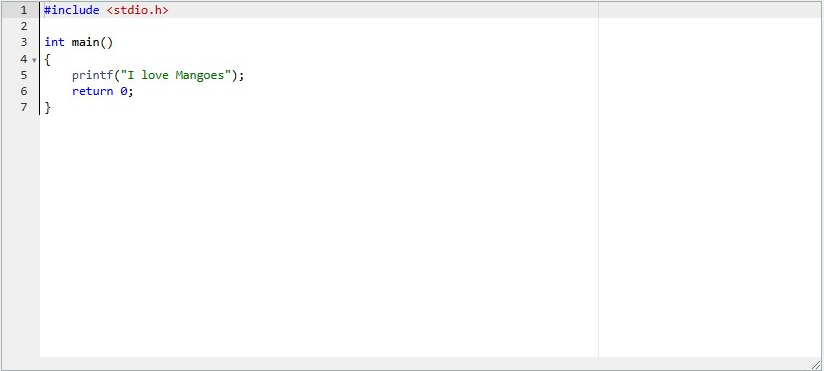 1 #include <stdio.h>
2
3 int main()
4 {
5     printf("I love Mangoes");
6     return 0;
7 }